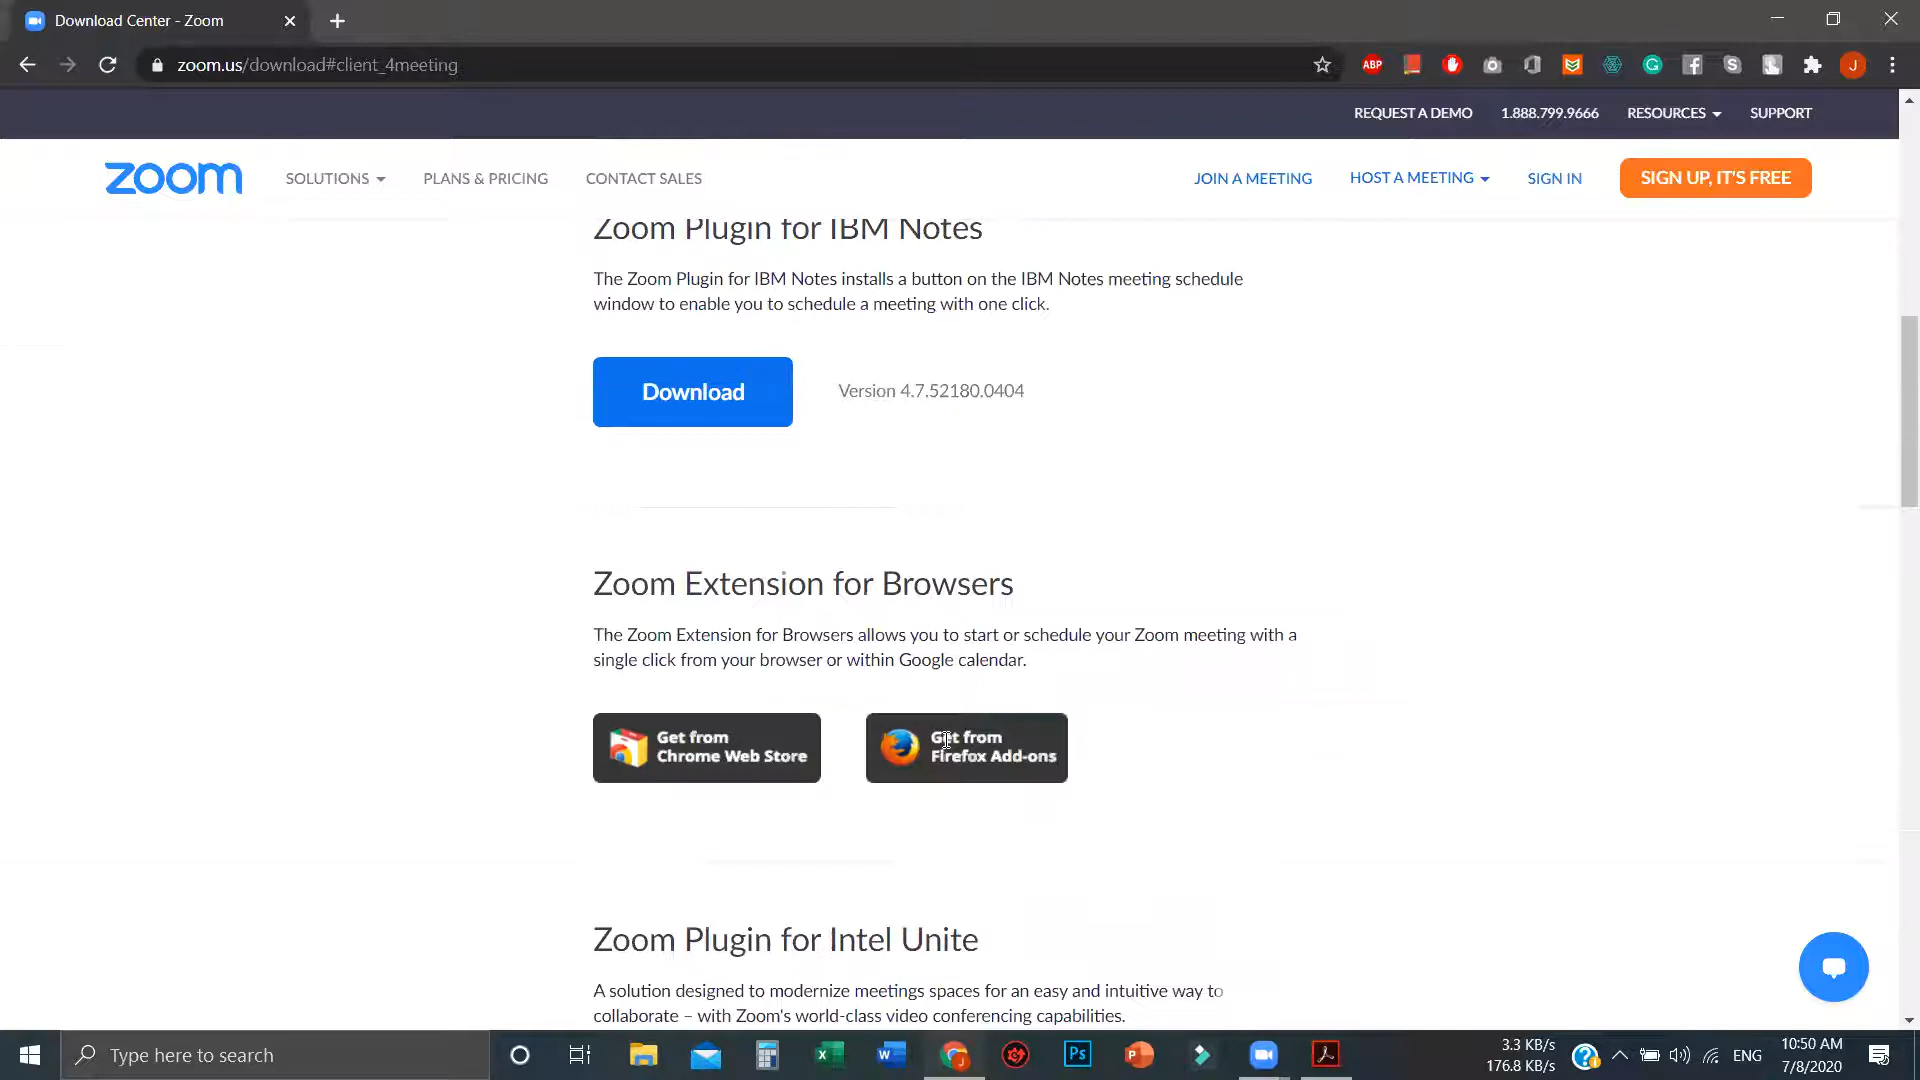 Download Center - Zoom
zoom.us/download#client_4meeting
ABP
J
REQUEST A DEMO 1.888.799.9666 RESOURCES SUPPORT
zoom SOLUTIONS PLANS & PRICING CONTACT SALES JOIN A MEETING HOST A MEETING SIGN IN SIGN UP, IT'S FREE
Zoom Plugin for IBM Notes
The Zoom Plugin for IBM Notes installs a button on the IBM Notes meeting schedule
window to enable you to schedule a meeting with one click.
Download Version 4.7.52180.0404
Zoom Extension for Browsers
The Zoom Extension for Browsers allows you to start or schedule your Zoom meeting with a
single click from your browser or within Google calendar.
Get from
Chrome Web Store
Get from
Firefox Add-ons
Zoom Plugin for Intel Unite
A solution designed to modernize meetings spaces for an easy and intuitive way to
collaborate – with Zoom's world-class video conferencing capabilities.
Type here to search
Ps
3.3 KB/s
176.8 KB/s
ENG
10:50 AM
7/8/2020